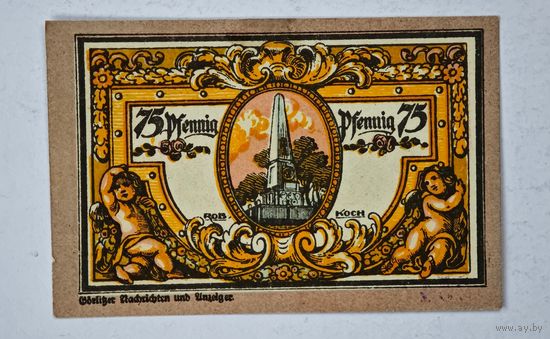 75 Pfennig
Pfennig 75
ROB. KOCH
Görlitzer Nachrichten und Anzeiger.
www.ay.by